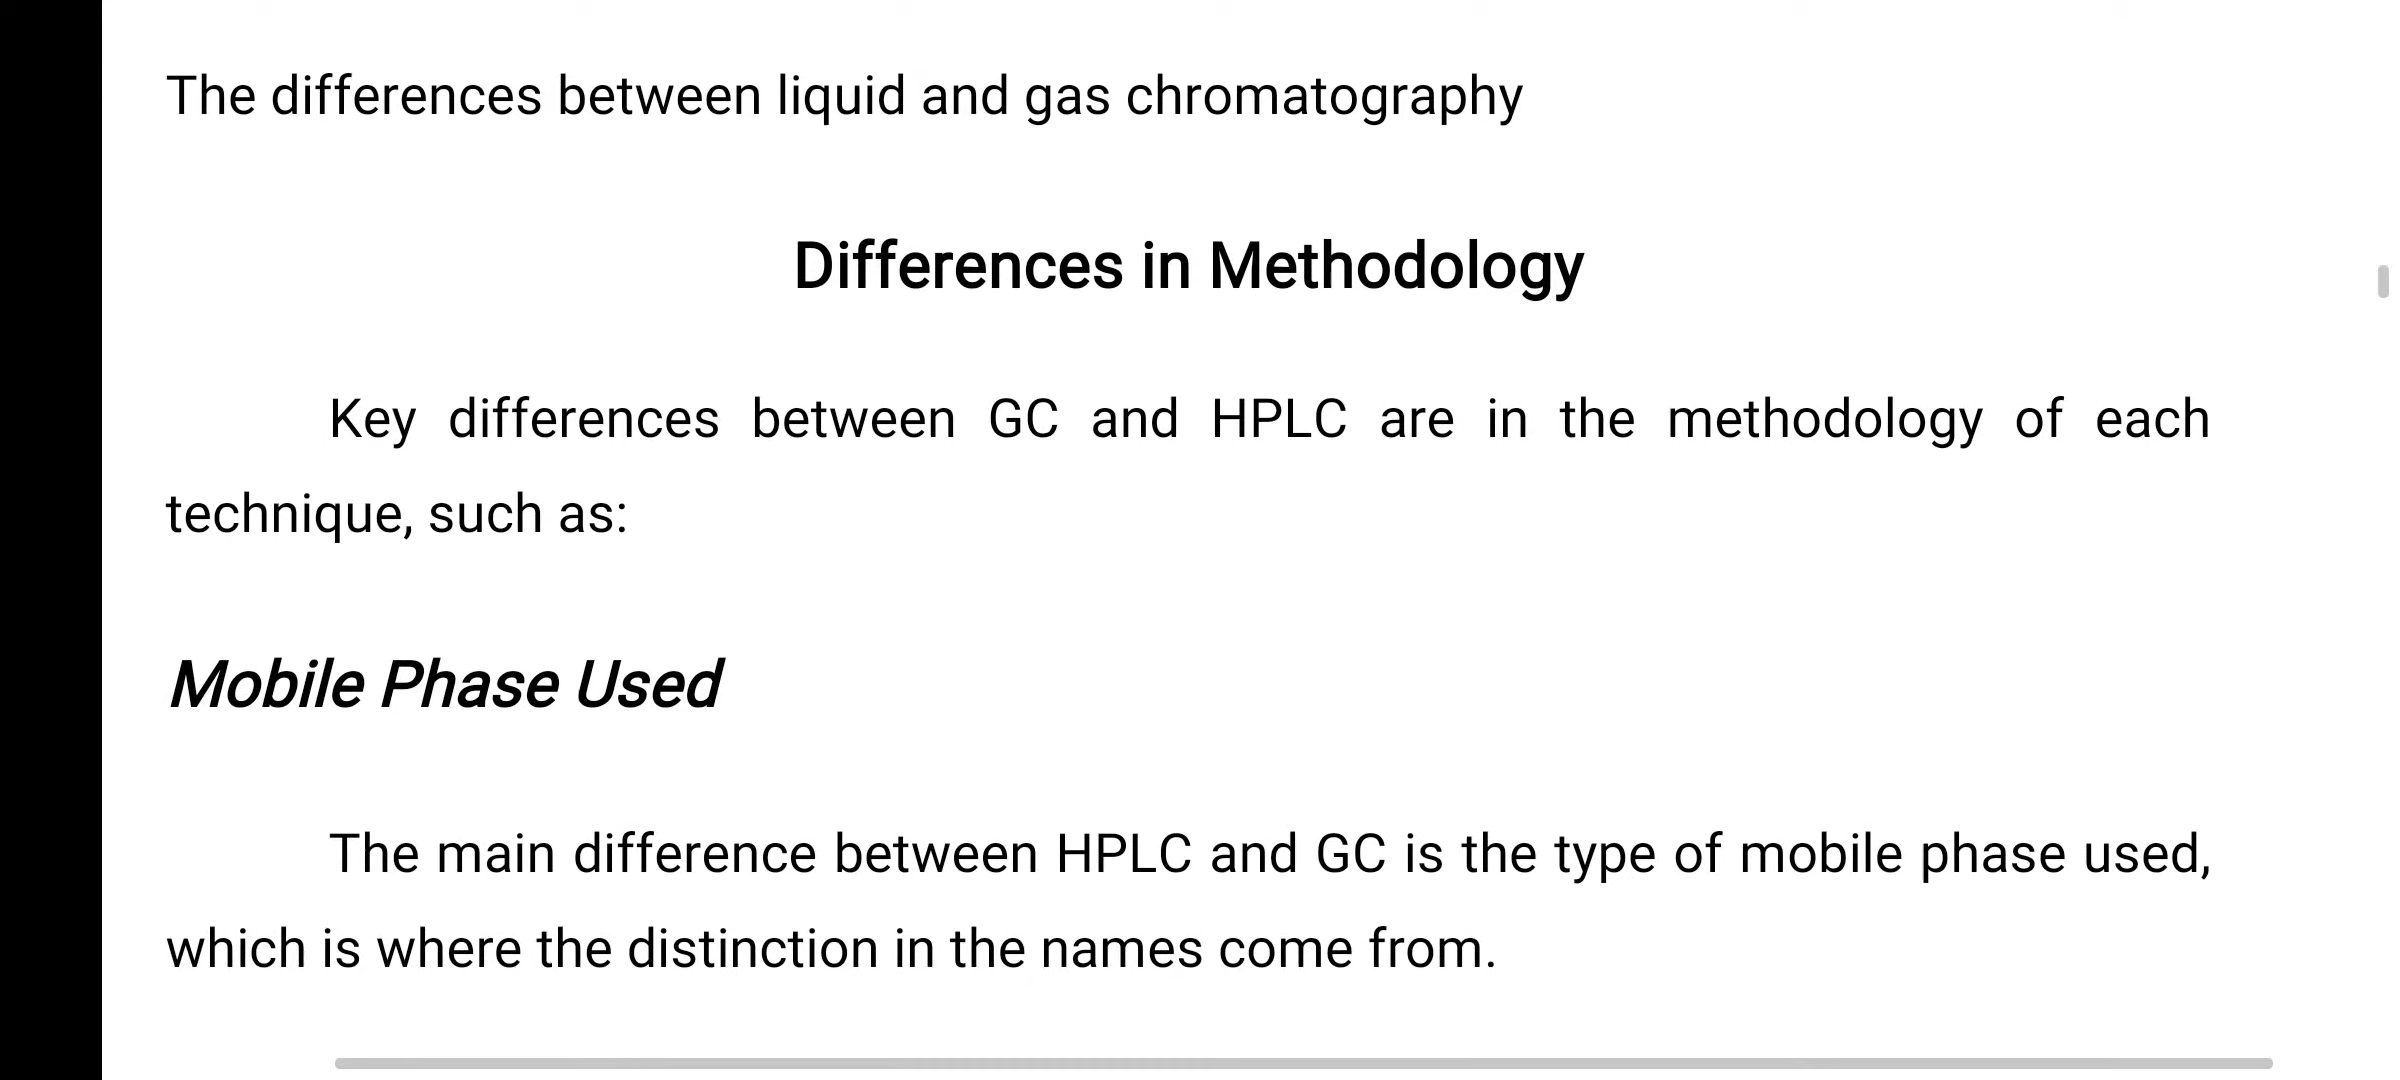 The differences between liquid and gas chromatography
Differences in Methodology
Key differences between GC and HPLC are in the methodology of each
technique, such as:
Mobile Phase Used
The main difference between HPLC and GC is the type of mobile phase used,
which is where the distinction in the names come from.